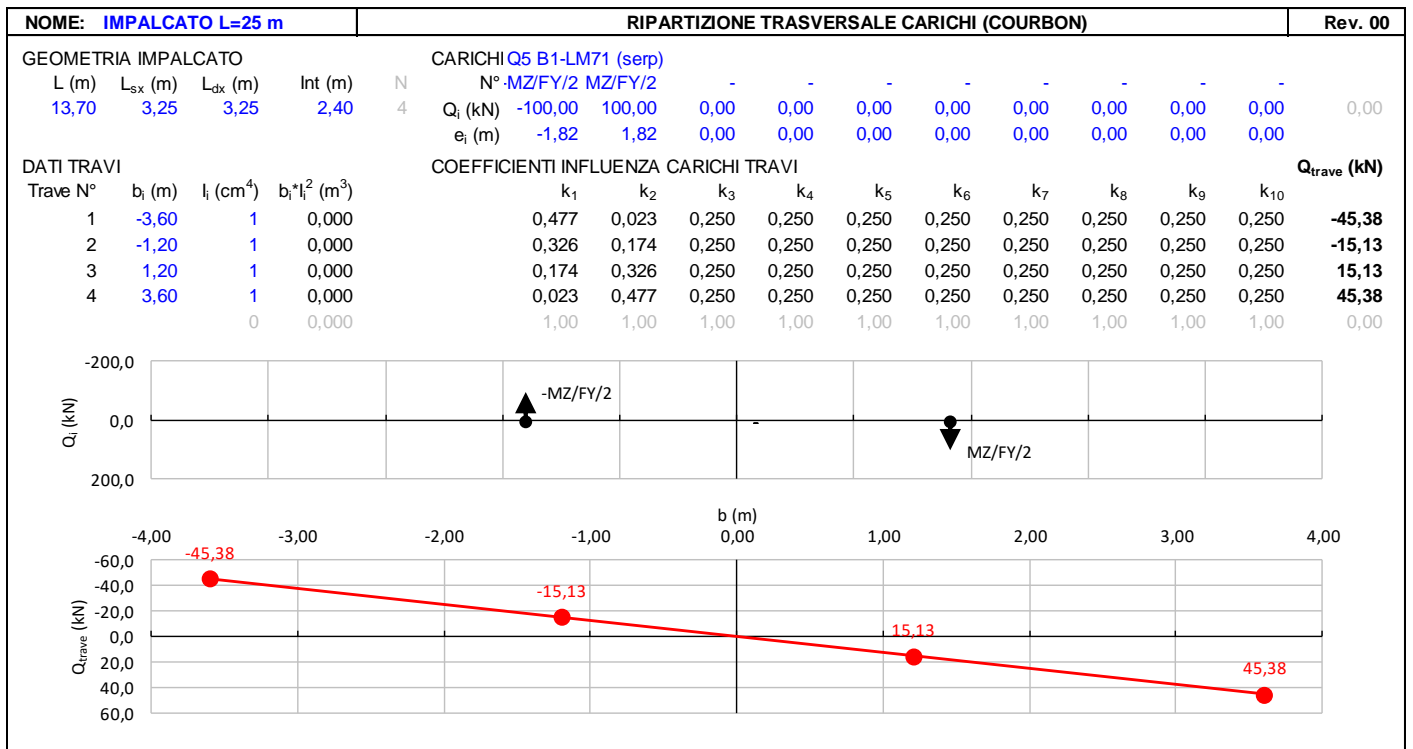 NOME: IMPALCATO L=25 m RIPARTIZIONE TRASVERSALE CARICHI (COURBON) Rev. 00
GEOMETRIA IMPALCATO CARICHI Q5 B1-LM71 (serp)
L (m) Lsx (m) Ldx (m) Int (m) N N° -MZ/FY/2 MZ/FY/2 - - - - - - - -
13,70 3,25 3,25 2,40 4 Qi (kN) -100,00 100,00 0,00 0,00 0,00 0,00 0,00 0,00 0,00 0,00 0,00
ei (m) -1,82 1,82 0,00 0,00 0,00 0,00 0,00 0,00 0,00 0,00
DATI TRAVI COEFFICIENTI INFLUENZA CARICHI TRAVI Qtrave (kN)
Trave N° bi (m) Ii (cm4) bi*Ii2 (m3) k1 k2 k3 k4 k5 k6 k7 k8 k9 k10
1 -3,60 1 0,000 0,477 0,023 0,250 0,250 0,250 0,250 0,250 0,250 0,250 0,250 -45,38
2 -1,20 1 0,000 0,326 0,174 0,250 0,250 0,250 0,250 0,250 0,250 0,250 0,250 -15,13
3 1,20 1 0,000 0,174 0,326 0,250 0,250 0,250 0,250 0,250 0,250 0,250 0,250 15,13
4 3,60 1 0,000 0,023 0,477 0,250 0,250 0,250 0,250 0,250 0,250 0,250 0,250 45,38
0 0,000 1,00 1,00 1,00 1,00 1,00 1,00 1,00 1,00 1,00 1,00 0,00
-200,0
-MZ/FY/2
Qi (kN)
0,0
-
MZ/FY/2
200,0
b (m)
-4,00 -3,00 -2,00 -1,00 0,00 1,00 2,00 3,00 4,00
-45,38
-60,0
-40,0
-15,13
-20,0
Qtrave (kN)
0,0
15,13
20,0
45,38
40,0
60,0